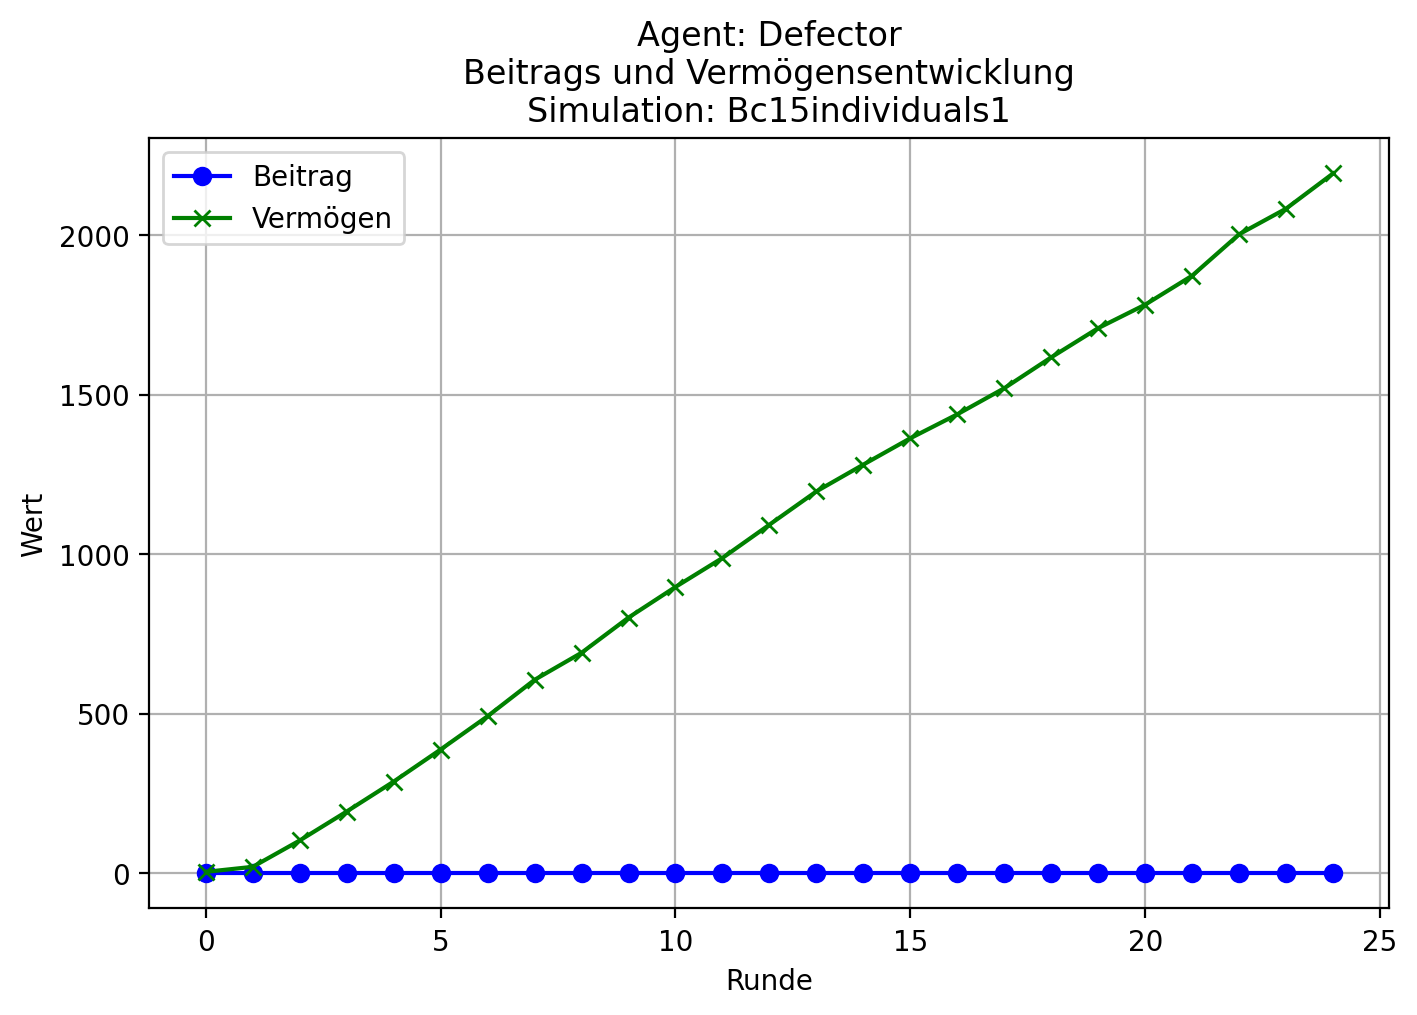 Agent: Defector
Beitrags und Vermögensentwicklung
Simulation: Bc15individuals1
Beitrag
Vermögen
Wert
2000
1500
1000
500
0
0 5 10 15 20 25
Runde